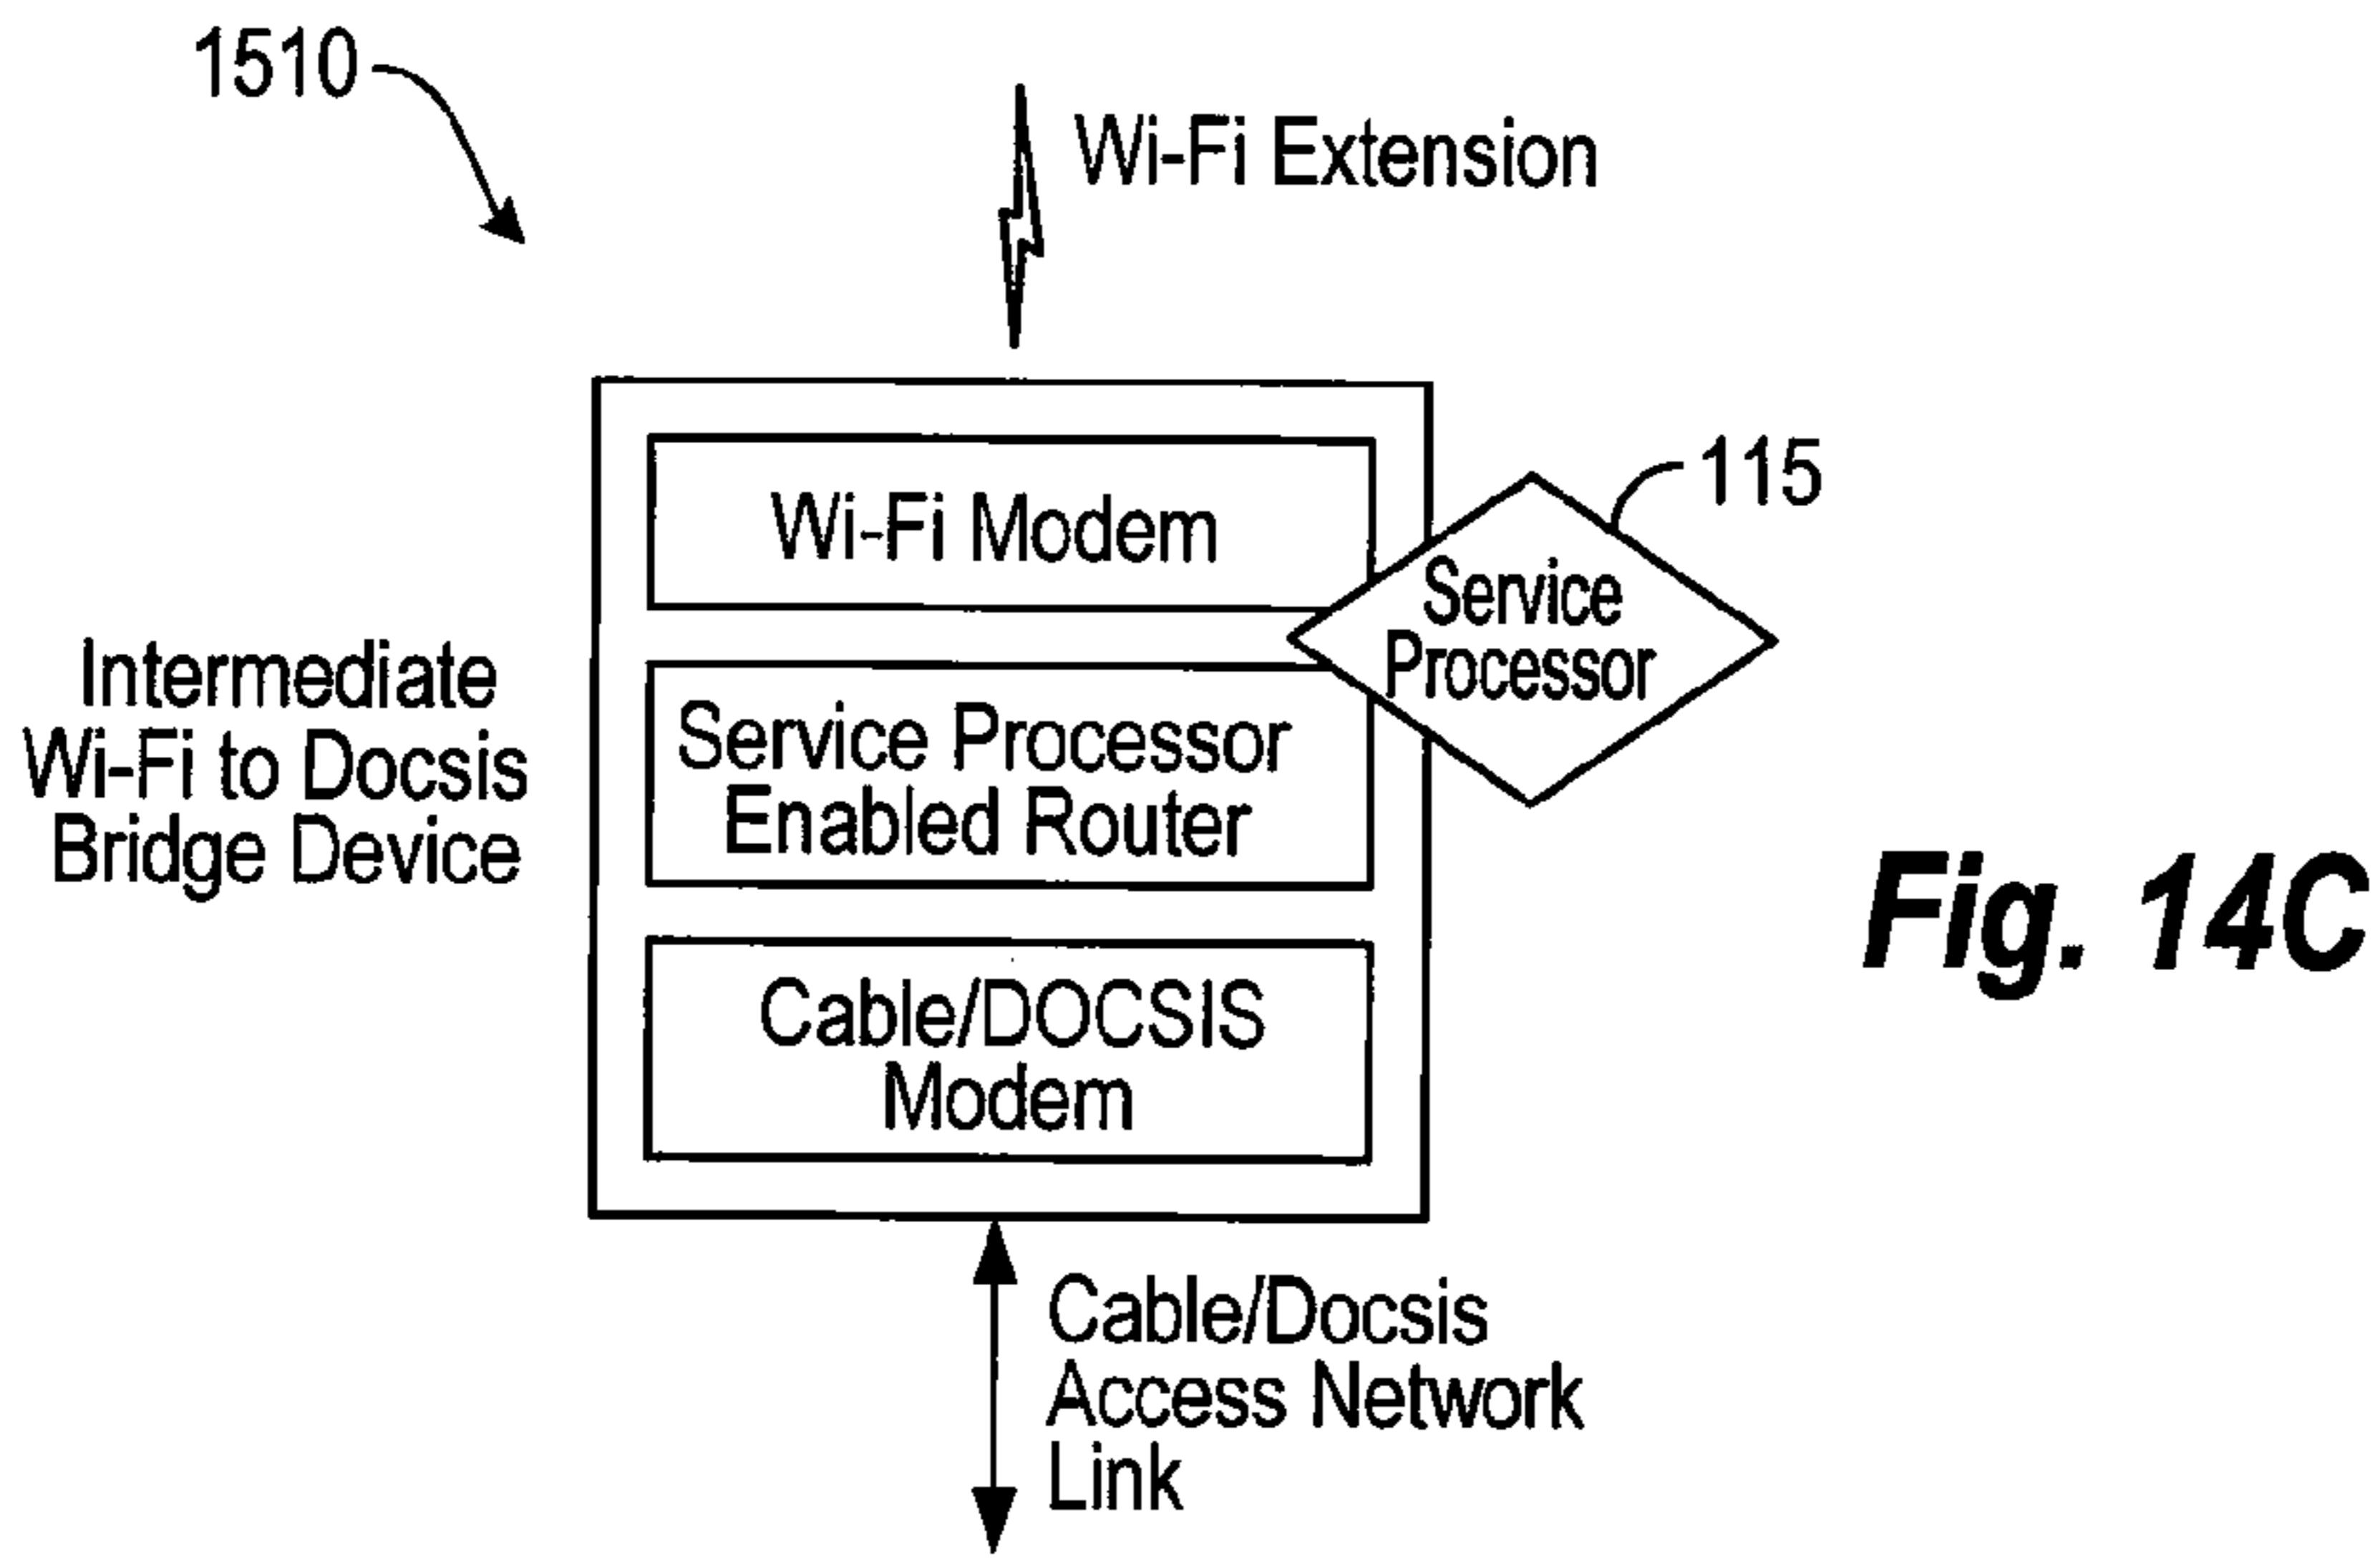 1510
Wi-Fi Extension
Wi-Fi Modem
115
Service
Processor
Intermediate
Wi-Fi to Docsis
Bridge Device
Service Processor
Enabled Router
Fig. 14C
Cable/DOCSIS
Modem
Cable/Docsis
Access Network
Link